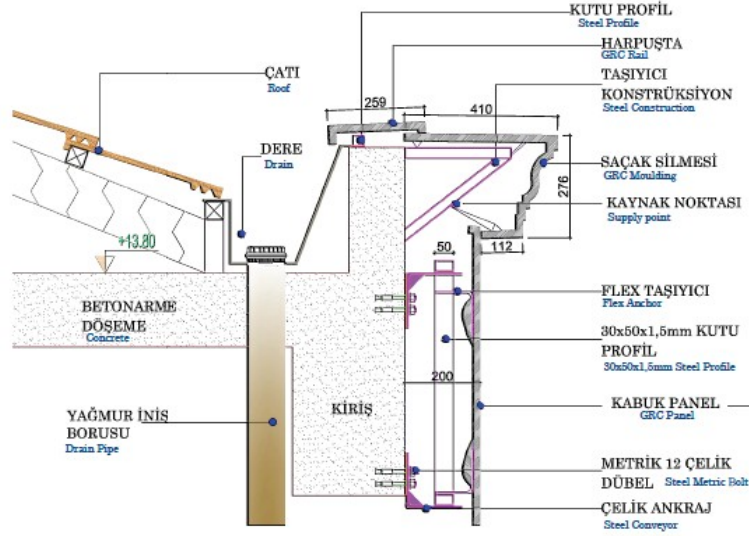 KUTU PROFİL
Steel Profile
HARPUŞTA
GRC Rail
TAŞIYICI
KONSTRÜKSİYON
Steel Construction
259
410
ÇATI
Roof
DERE
Drain
SAÇAK SİLMESİ
GRC Moulding
276
KAYNAK NOKTASI
Supply point
+13.80
50
112
FLEX TAŞIYICI
Flex Anchor
BETONARME
DÖŞEME
Concrete
30x50x1,5mm KUTU
PROFİL
30x50x1,5mm Steel Profile
200
KİRİŞ
KABUK PANEL
GRC Panel
YAĞMUR İNİŞ
BORUSU
Drain Pipe
METRİK 12 ÇELİK
DÜBEL Steel Metric Bolt
ÇELİK ANKRAJ
Steel Conveyor